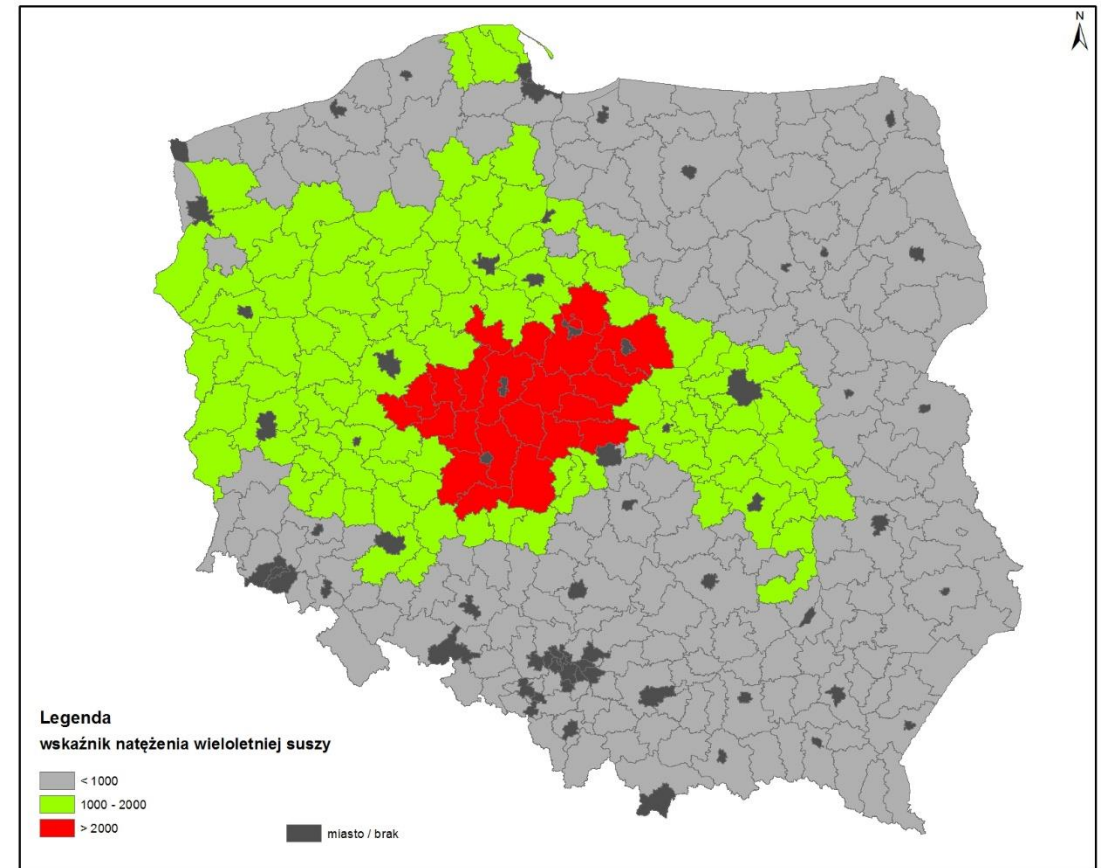 N
Legenda
wskaźnik natężenia wieloletniej suszy
< 1000
1000 - 2000
> 2000
miasto / brak